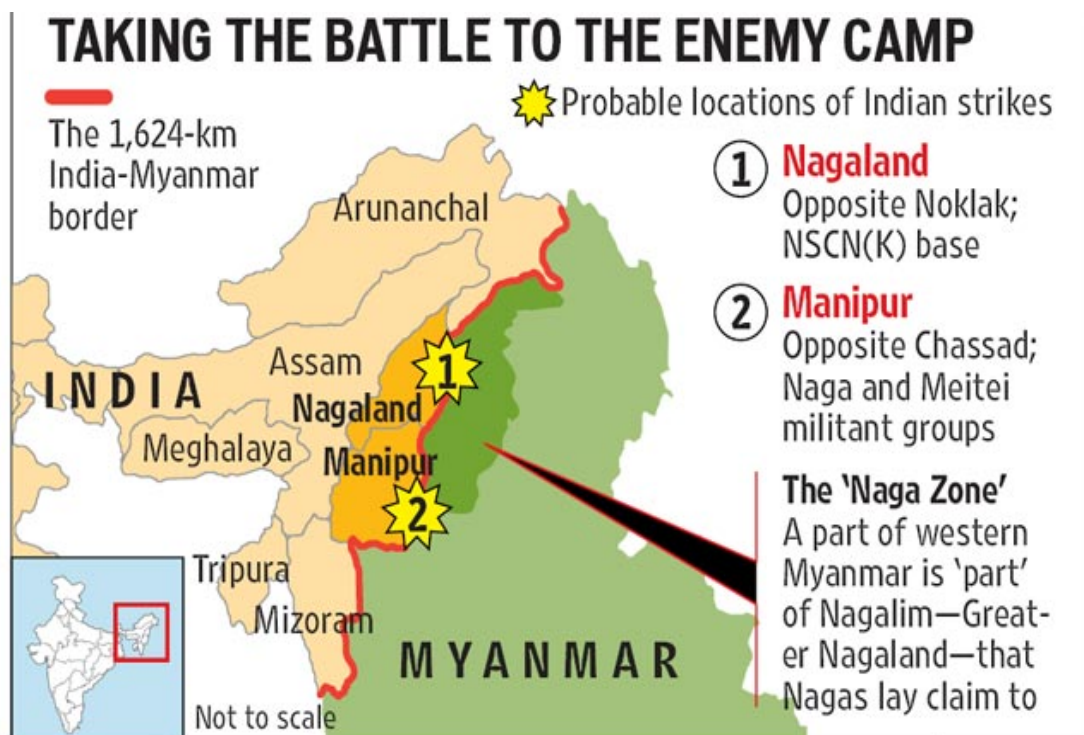 TAKING THE BATTLE TO THE ENEMY CAMP
The 1,624-km
India-Myanmar
border
Probable locations of Indian strikes
1 Nagaland
Opposite Noklak;
NSCN(K) base
2 Manipur
Opposite Chassad;
Naga and Meitei
militant groups
The ‘Naga Zone’
A part of western
Myanmar is ‘part’
of Nagalim—Great-
er Nagaland—that
Nagas lay claim to
Arunanchal
Assam
INDIA
1
Nagaland
Meghalaya
Manipur
2
Tripura
Mizoram
MYANMAR
Not to scale